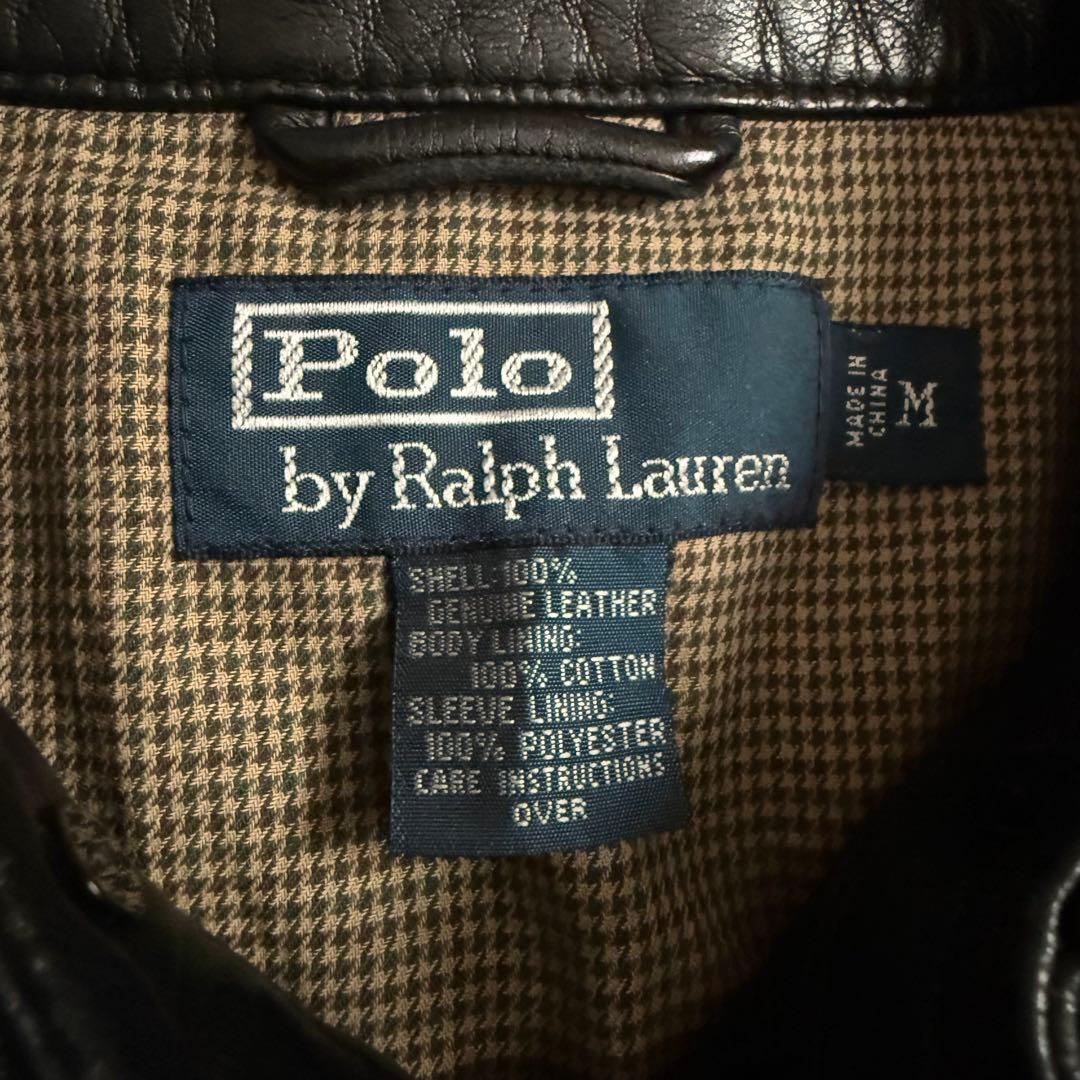 Polo
by Ralph Lauren
MADE IN
CHINA
M
SHELL:100%
GENUINE LEATHER
BODY LINING:
100% COTTON
SLEEVE LINING:
100% POLYESTER
CARE INSTRUCTIONS
OVER